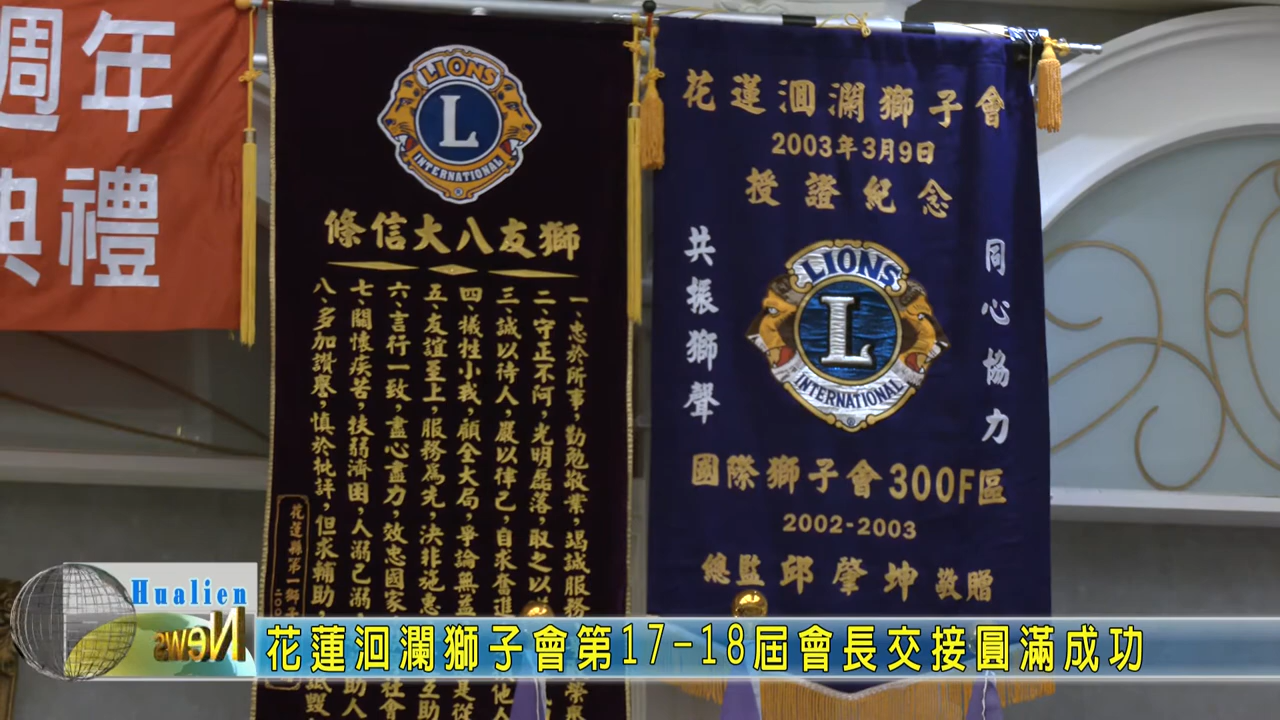 週年
典禮
LIONS
L
INTERNATIONAL
條信大八友獅
一、忠於所事，勤勉敬業，竭誠服務
二、守正不阿，光明磊落，取之以
三、誠以待人，嚴以律己，自求奮進
四、犧牲小我，顧全大局，爭論無益
五、友誼至上，服務為先，決非施惠
六、言行一致，盡心盡力，效忠國家
七、關懷疾苦，扶弱濟困，人溺己溺
八、多加讚譽，慎於批評，但求輔助
花蓮縣第一獅子
花蓮洄瀾獅子會
2003年3月9日
授證紀念
同心協力
共振獅聲
LIONS
L
INTERNATIONAL
國際獅子會300F區
2002-2003
總監邱肇坤敬贈
Hualien
News
花蓮洄瀾獅子會第17-18屆會長交接圓滿成功